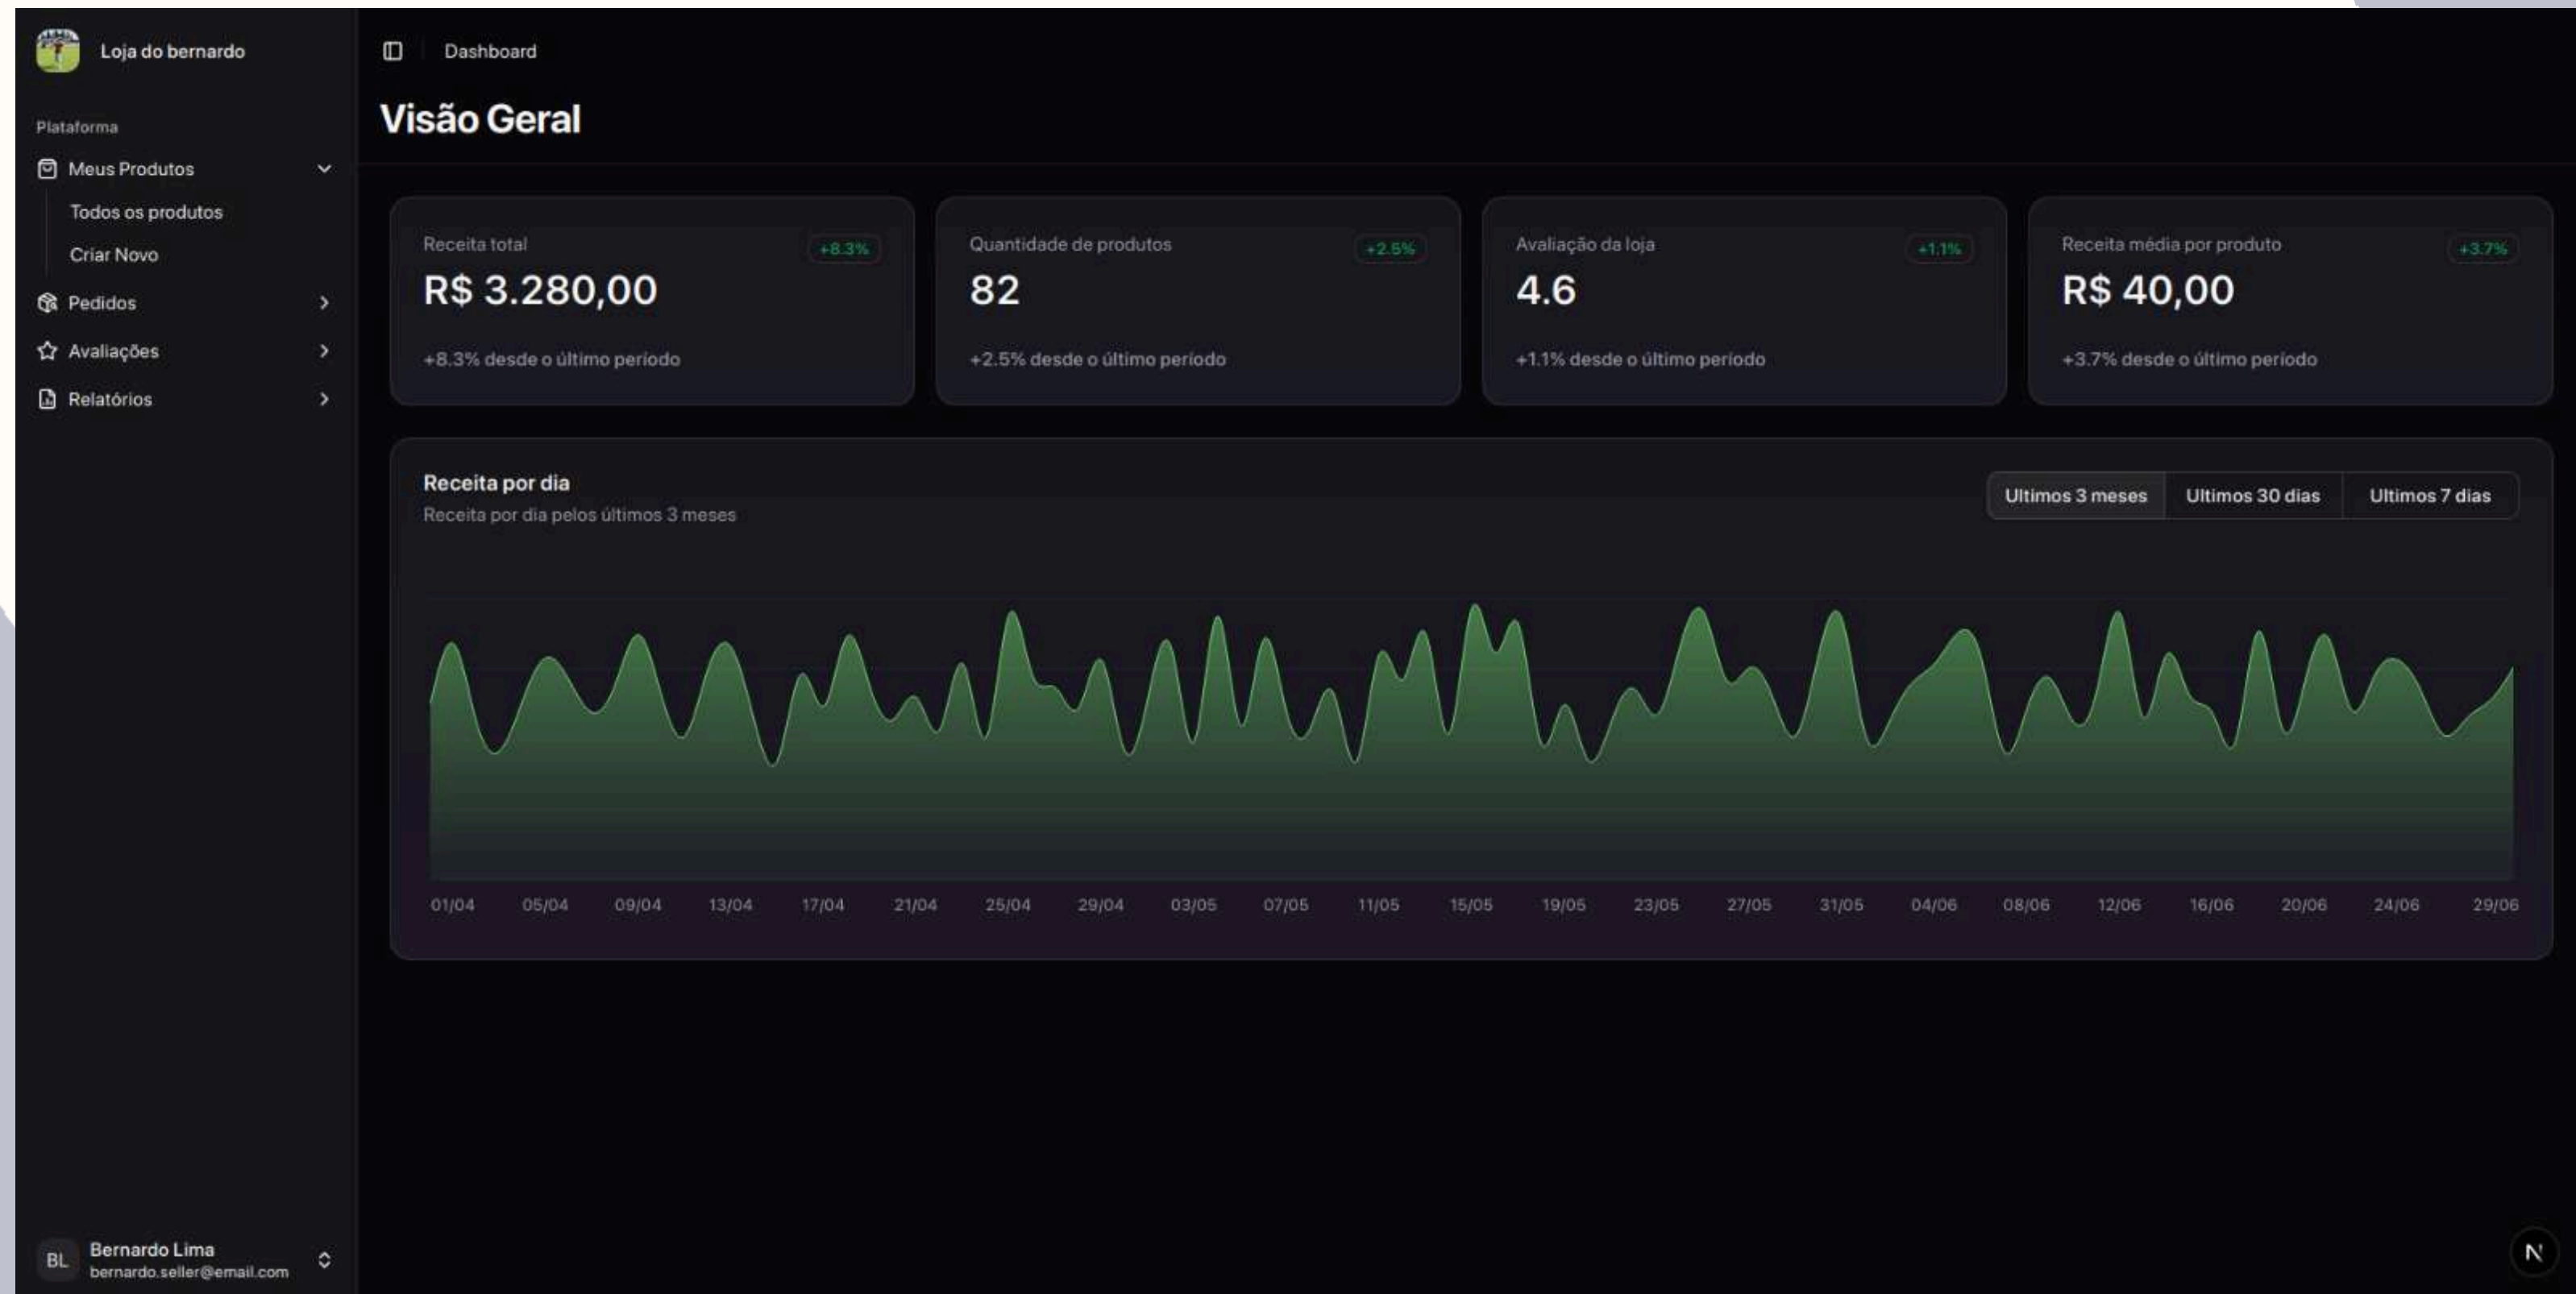 Loja do bernardo
Plataforma
Meus Produtos
Todos os produtos
Criar Novo
Pedidos
Avaliações
Relatórios
BL
Bernardo Lima
bernardo.seller@email.com
Dashboard
Visão Geral
Receita total
+8.3%
R$ 3.280,00
+8.3% desde o último período
Quantidade de produtos
+2.5%
82
+2.5% desde o último período
Avaliação da loja
+1.1%
4.6
+1.1% desde o último período
Receita média por produto
+3.7%
R$ 40,00
+3.7% desde o último período
Receita por dia
Receita por dia pelos últimos 3 meses
Ultimos 3 meses Ultimos 30 dias Ultimos 7 dias
01/04 05/04 09/04 13/04 17/04 21/04 25/04 29/04 03/05 07/05 11/05 15/05 19/05 23/05 27/05 31/05 04/06 08/06 12/06 16/06 20/06 24/06 29/06
N